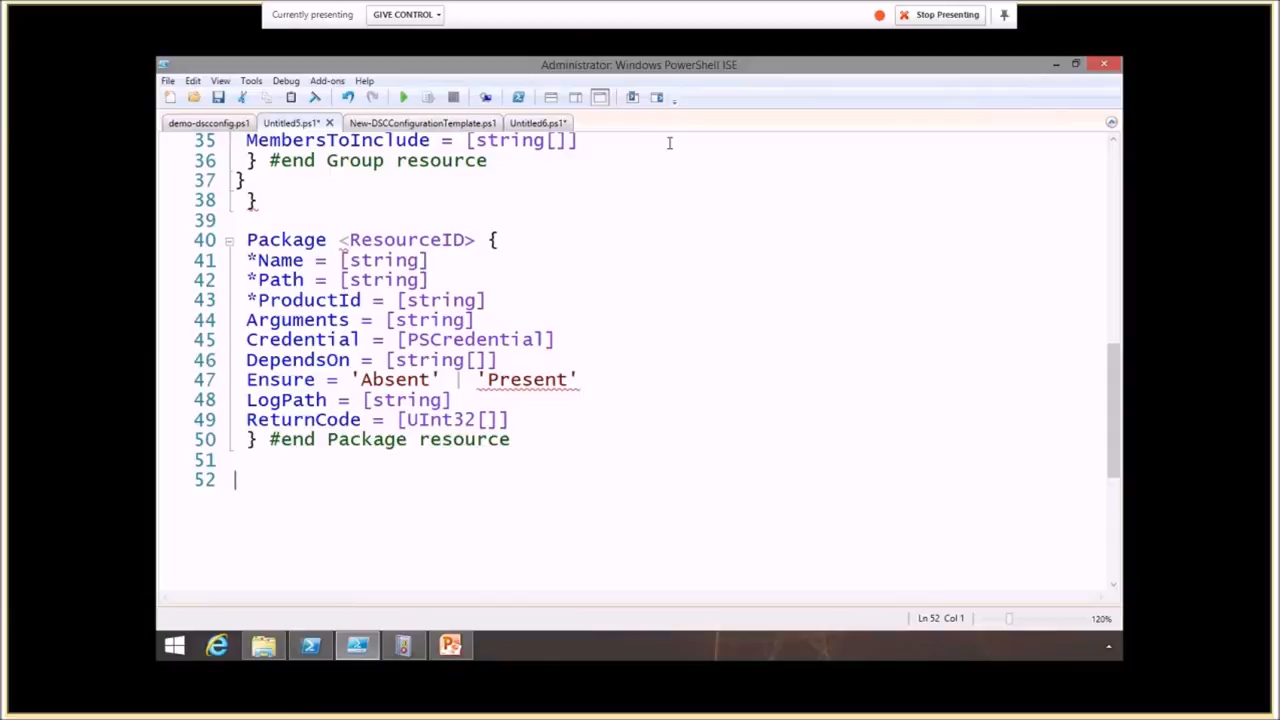 Currently presenting GIVE CONTROL Stop Presenting
Administrator: Windows PowerShell ISE
File Edit View Tools Debug Add-ons Help
demo-dscconfig.ps1 Untitled5.ps1* New-DSCConfigurationTemplate.ps1 Untitled6.ps1*
35 MembersToInclude = [string[]]
36 } #end Group resource
37 }
38 }
39
40 Package <ResourceID> {
41 *Name = [string]
42 *Path = [string]
43 *ProductId = [string]
44 Arguments = [string]
45 Credential = [PSCredential]
46 DependsOn = [string[]]
47 Ensure = 'Absent' | 'Present'
48 LogPath = [string]
49 ReturnCode = [UInt32[]]
50 } #end Package resource
51
52
Ln 52 Col 1 120%